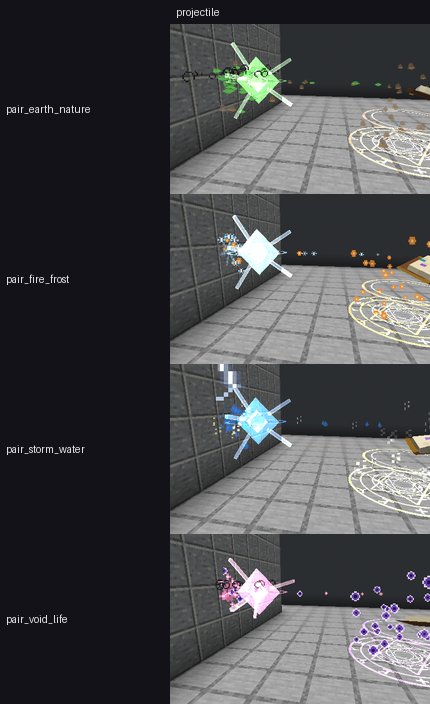 projectile
pair_earth_nature
pair_fire_frost
pair_storm_water
pair_void_life